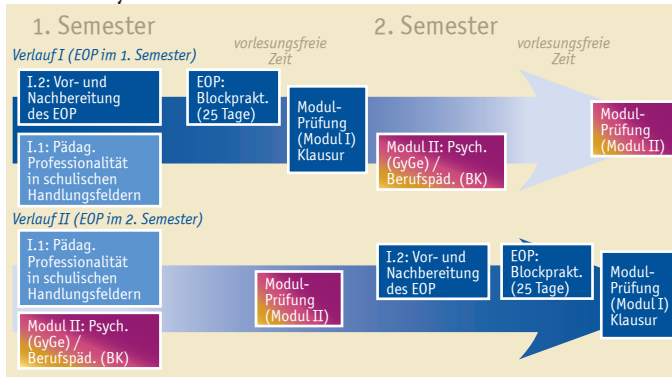 1. Semester
2. Semester
vorlesungsfreie
Zeit
vorlesungsfreie
Zeit
Verlauf I (EOP im 1. Semester)
I.2: Vor- und
Nachbereitung
des EOP
EOP:
Blockprakt.
(25 Tage)
Modul-
Prüfung
(Modul I)
Klausur
Modul-
Prüfung
(Modul II)
I.1: Pädag.
Professionalität
in schulischen
Handlungsfeldern
Modul II: Psych.
(GyGe) /
Berufspäd. (BK)
Verlauf II (EOP im 2. Semester)
I.1: Pädag.
Professionalität
in schulischen
Handlungsfeldern
I.2: Vor- und
Nachbereitung
des EOP
EOP:
Blockprakt.
(25 Tage)
Modul-
Prüfung
(Modul I)
Klausur
Modul-
Prüfung
(Modul II)
Modul II: Psych.
(GyGe) /
Berufspäd. (BK)